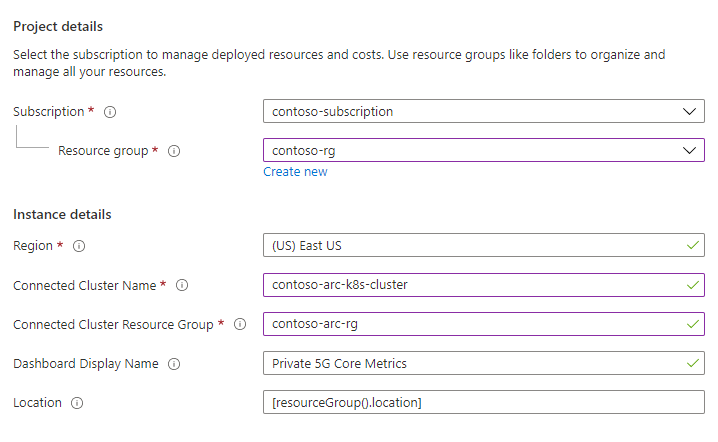 Project details
Select the subscription to manage deployed resources and costs. Use resource groups like folders to organize and
manage all your resources.
Subscription *
contoso-subscription
Resource group *
contoso-rg
Create new
Instance details
Region *
(US) East US
Connected Cluster Name *
contoso-arc-k8s-cluster
Connected Cluster Resource Group *
contoso-arc-rg
Dashboard Display Name
Private 5G Core Metrics
Location
[resourceGroup().location]